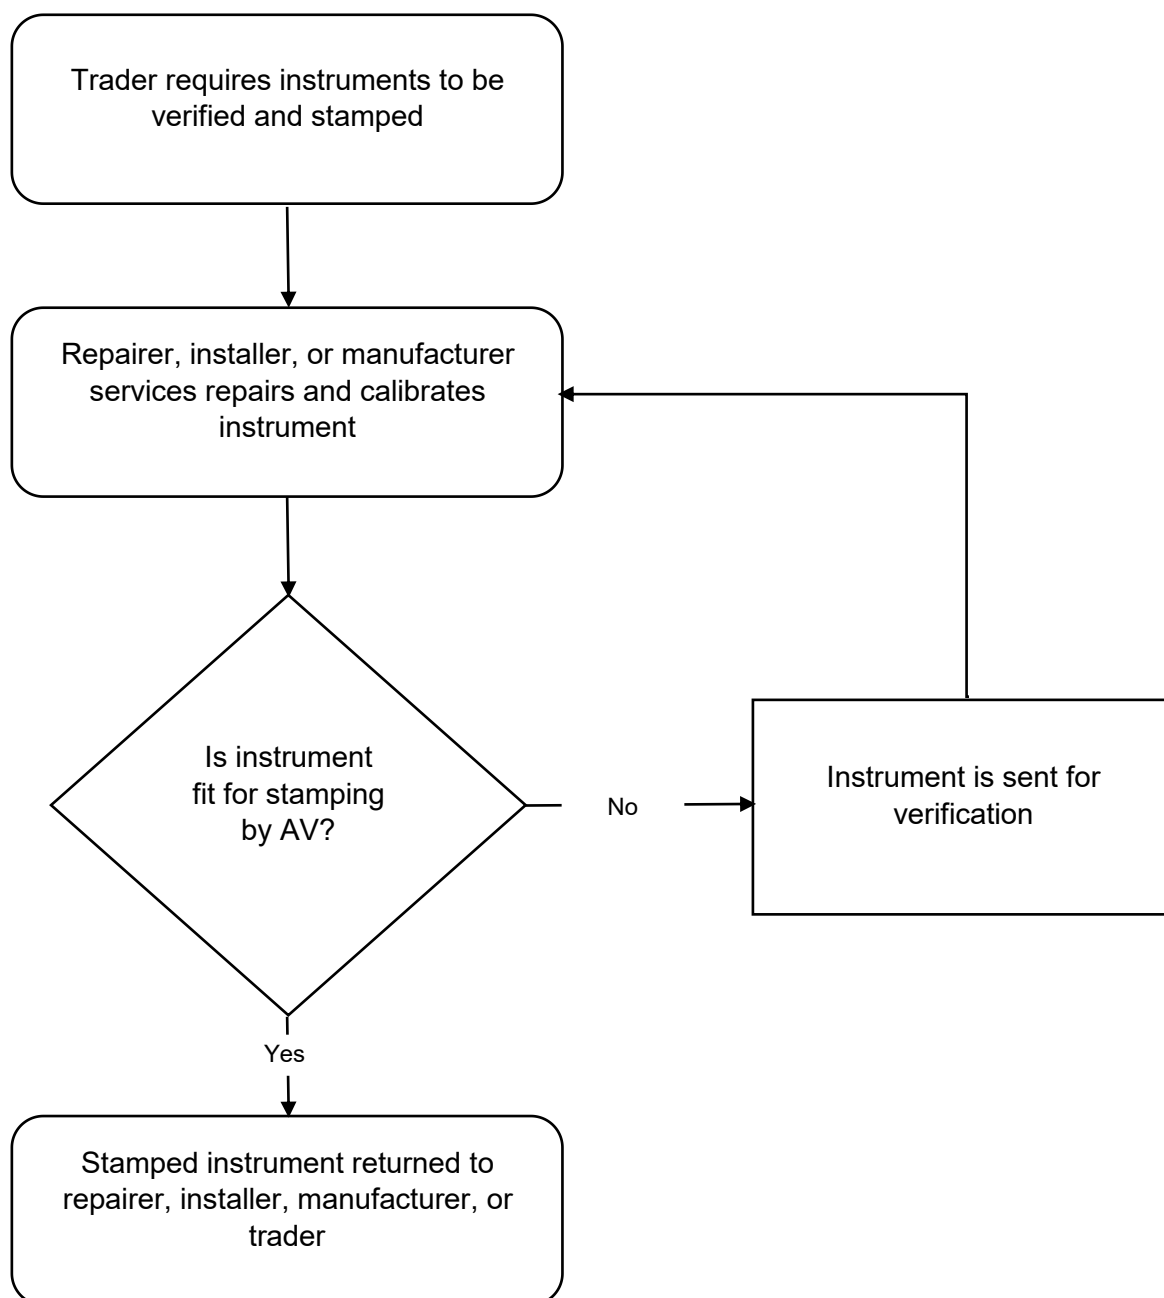 Trader requires instruments to be
verified and stamped
Repairer, installer, or manufacturer
services repairs and calibrates
instrument
Is instrument
fit for stamping
by AV?
No
Instrument is sent for
verification
Yes
Stamped instrument returned to
repairer, installer, manufacturer, or
trader